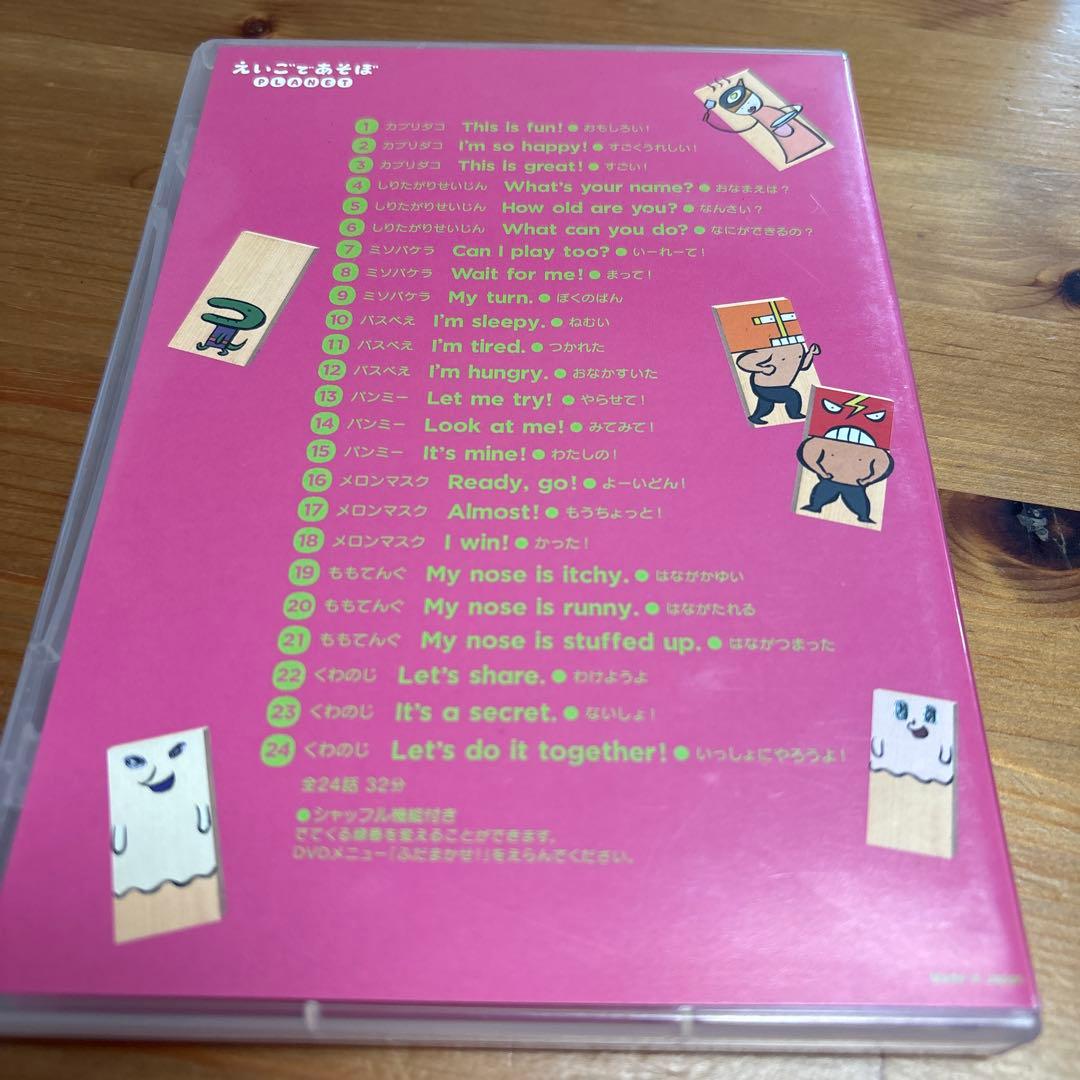 えいごであそぼ
PLANET
1 カブリダコ This is fun! ● おもしろい!
2 カブリダコ I'm so happy! ● すごくうれしい!
3 カブリダコ This is great! ● すごい!
4 しりたがりせいじん What's your name? ● おなまえは?
5 しりたがりせいじん How old are you? ● なんさい?
6 しりたがりせいじん What can you do? ● なにができるの?
7 ミソパケラ Can I play too? ● いーれーて!
8 ミソパケラ Wait for me! ● まって!
9 ミソパケラ My turn. ● ぼくのばん
10 バスべえ I'm sleepy. ● ねむい
11 バスべえ I'm tired. ● つかれた
12 バスべえ I'm hungry. ● おなかすいた
13 バンミー Let me try! ● やらせて!
14 バンミー Look at me! ● みてみて!
15 バンミー It's mine! ● わたしの!
16 メロンマスク Ready, go! ● よーいどん!
17 メロンマスク Almost! ● もうちょっと!
18 メロンマスク I win! ● かった!
19 ももてんぐ My nose is itchy. ● はながかゆい
20 ももてんぐ My nose is runny. ● はながたれる
21 ももてんぐ My nose is stuffed up. ● はながつまった
22 くわのじ Let's share. ● わけようよ
23 くわのじ It's a secret. ● ないしょ!
24 くわのじ Let's do it together! ● いっしょにやろうよ!
全24話 32分
●シャッフル機能付き
でてくる順番を変えることができます。
DVDメニュー「ふだまかせ!」をえらんでください。
MADE IN JAPAN